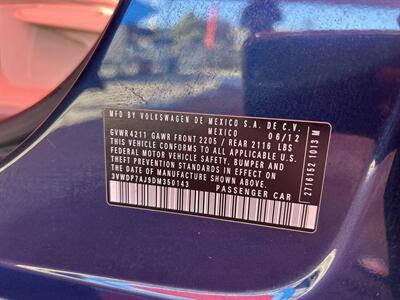 MFD BY VOLKSWAGEN DE MEXICO S.A. DE C.V.
MEXICO 06/12
GVWR4211 GAWR FRONT 2205 / REAR 2116 LBS
THIS VEHICLE CONFORMS TO ALL APPLICABLE U.S.
FEDERAL MOTOR VEHICLE SAFETY, BUMPER AND
THEFT PREVENTION STANDARDS IN EFFECT ON
THE DATE OF MANUFACTURE SHOWN ABOVE
3VWDP7AJ9DM350143 PASSENGER CAR
2716152 1013 M